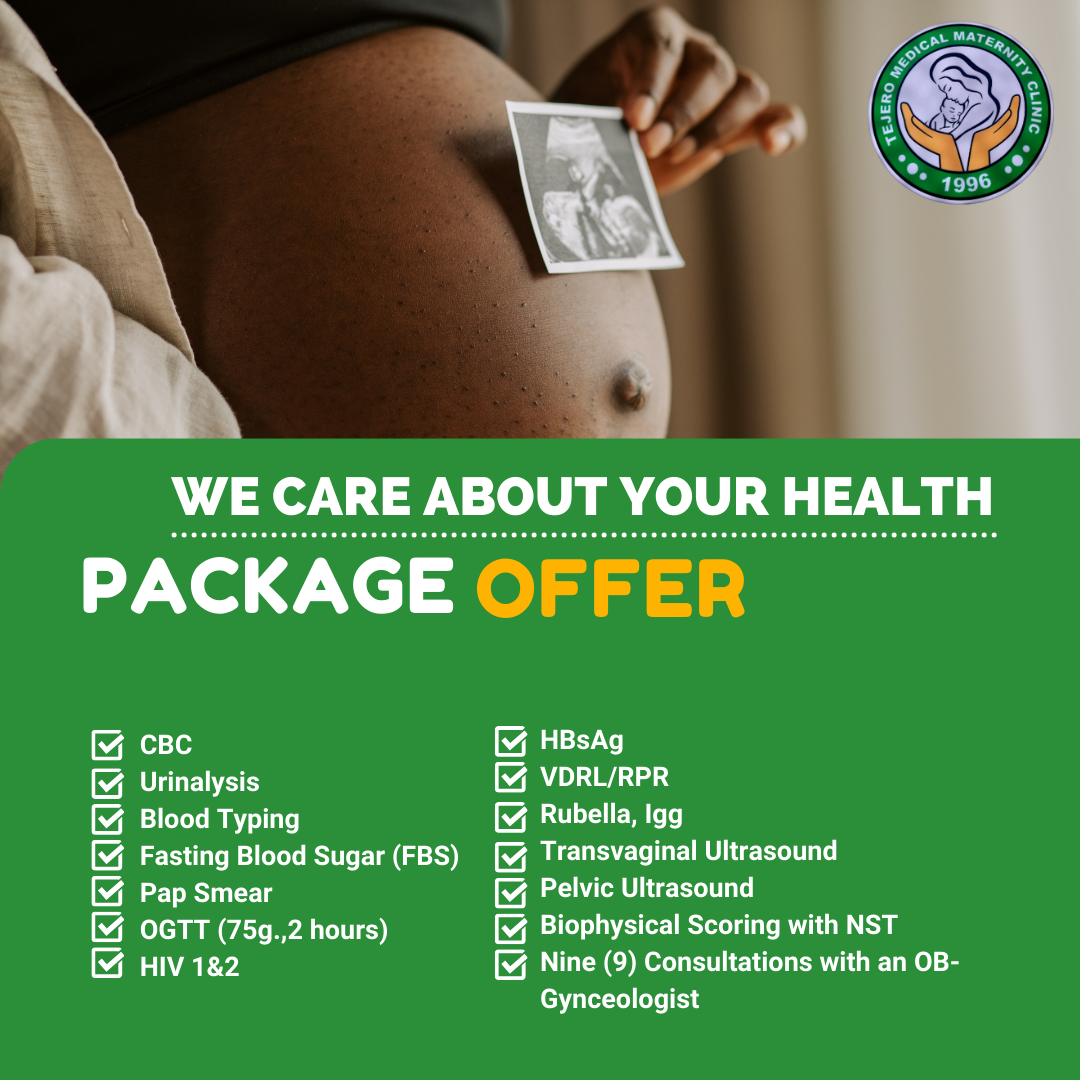 TEJERO MEDICAL MATERNITY CLINIC
1996
WE CARE ABOUT YOUR HEALTH
PACKAGE OFFER
CBC
Urinalysis
Blood Typing
Fasting Blood Sugar (FBS)
Pap Smear
OGTT (75g.,2 hours)
HIV 1&2
HBsAg
VDRL/RPR
Rubella, Igg
Transvaginal Ultrasound
Pelvic Ultrasound
Biophysical Scoring with NST
Nine (9) Consultations with an OB-
Gynceologist